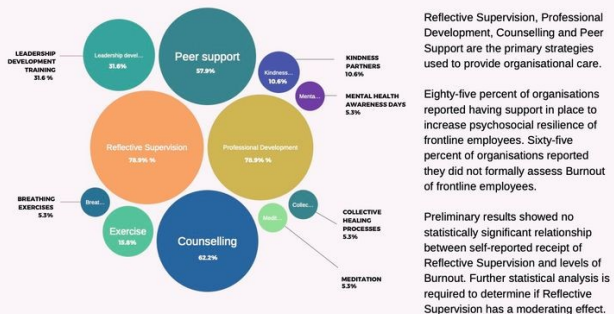 Leadership devel...
31.6%
Peer support
57.9%
LEADERSHIP
DEVELOPMENT
TRAINING
31.6 %
Kindness...
10.6%
KINDNESS
PARTNERS
10.6%
Menta...
MENTAL HEALTH
AWARENESS DAYS
5.3%
Reflective Supervision
78.9% %
Professional Development
78.9% %
BREATHING
EXERCISES
5.3%
Breat...
Exercise
Counselling
62.2%
Collec...
COLLECTIVE
HEALING
PROCESSES
5.3%
Medit...
MEDITATION
5.3%
Reflective Supervision, Professional
Development, Counselling and Peer
Support are the primary strategies
used to provide organisational care.
Eighty-five percent of organisations
reported having support in place to
increase psychosocial resilience of
frontline employees. Sixty-five
percent of organisations reported
they did not formally assess Burnout
of frontline employees.
Preliminary results showed no
statistically significant relationship
between self-reported receipt of
Reflective Supervision and levels of
Burnout. Further statistical analysis is
required to determine if Reflective
Supervision has a moderating effect.